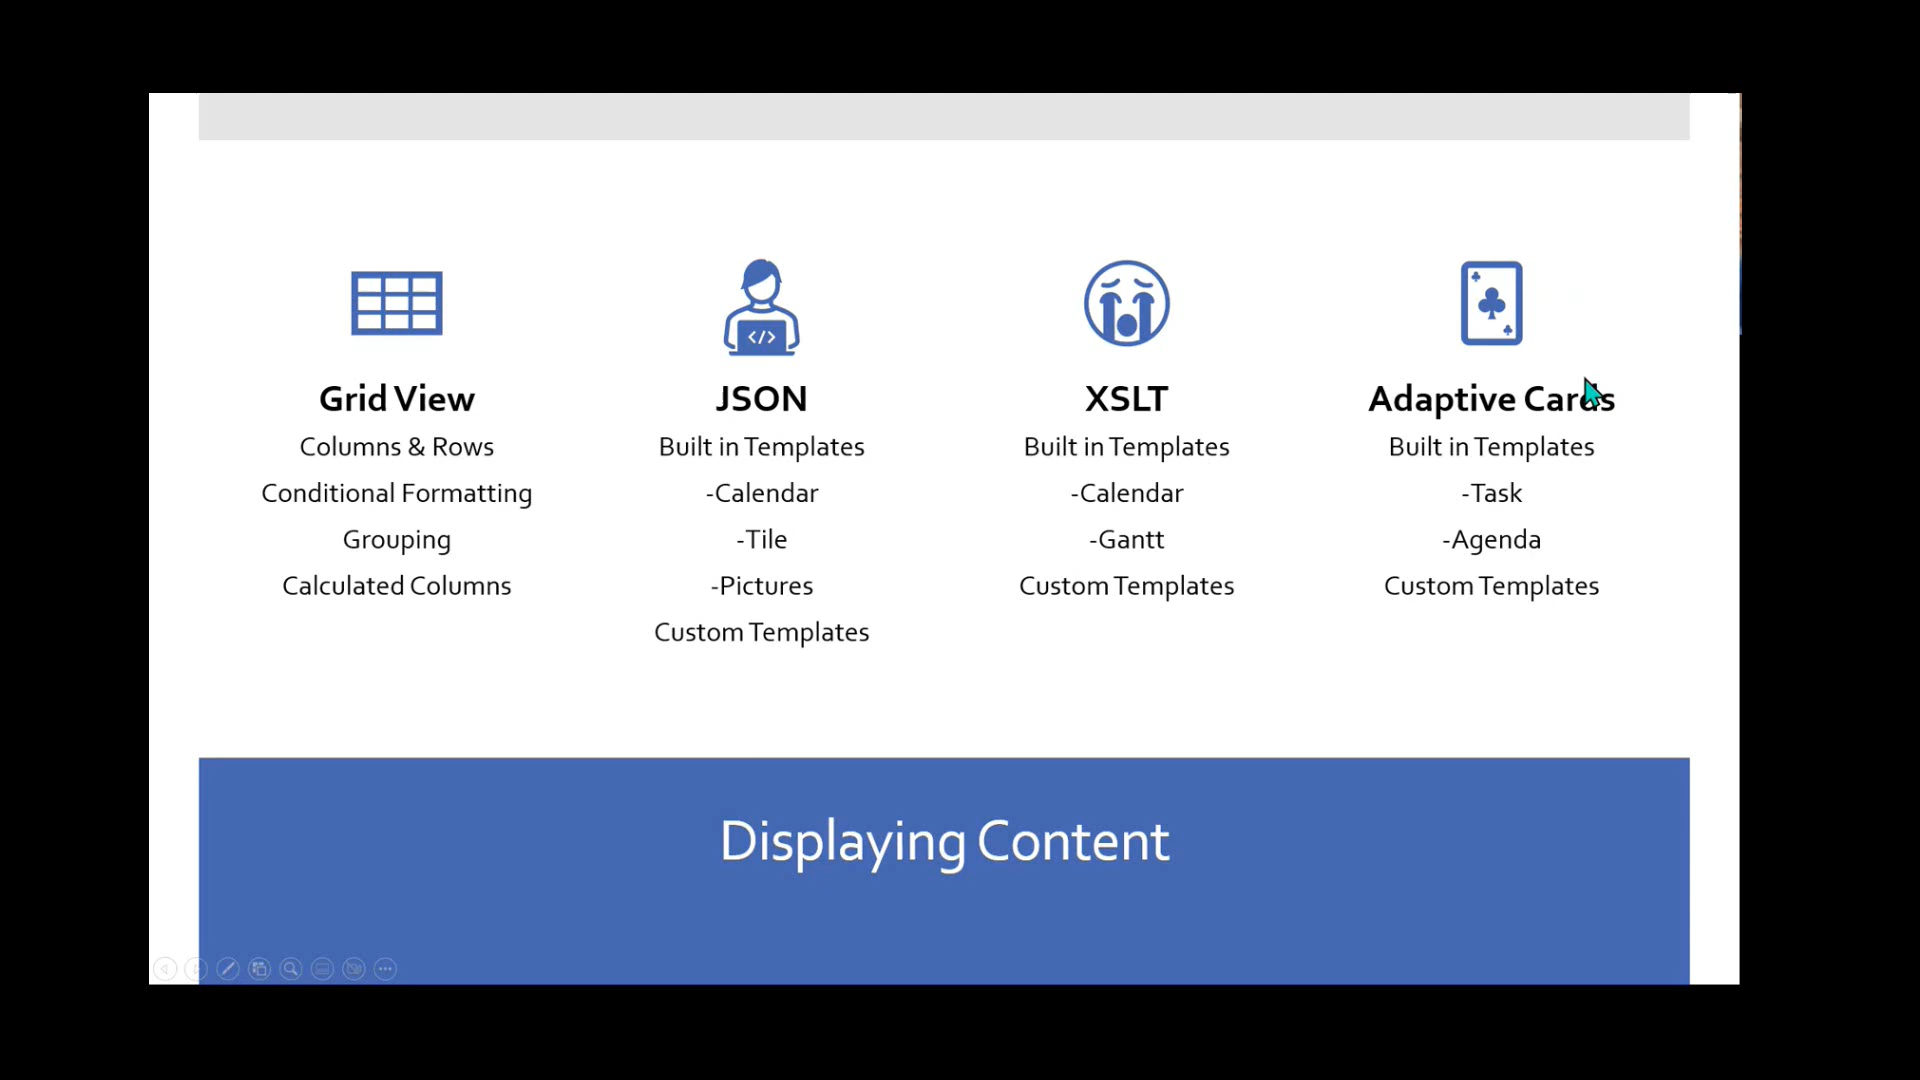 Grid View
Columns & Rows
Conditional Formatting
Grouping
Calculated Columns
</>
JSON
Built in Templates
-Calendar
-Tile
-Pictures
Custom Templates
XSLT
Built in Templates
-Calendar
-Gantt
Custom Templates
Adaptive Cards
Built in Templates
-Task
-Agenda
Custom Templates
Displaying Content